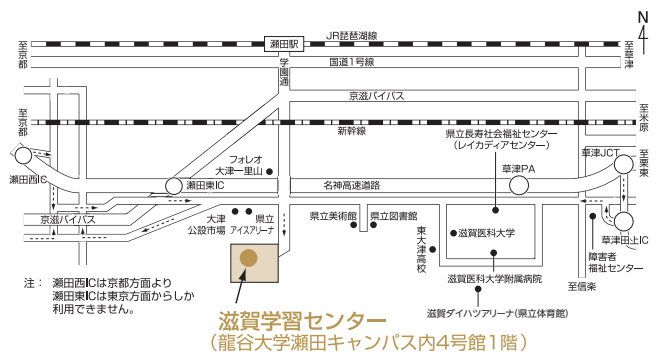 N
JR琵琶湖線
瀬田駅
至京都
至草津
国道1号線
学園通
京滋バイパス
至京都
至米原
新幹線
県立長寿社会福祉センター
(レイカディアセンター)
フォレオ
大津一里山
草津PA
草津JCT
至栗東
瀬田西IC
瀬田東IC
名神高速道路
京滋バイパス
大津
公設市場
県立
アイスアリーナ
県立美術館
県立図書館
東大津高校
滋賀医科大学
草津田上IC
障害者
福祉センター
滋賀医科大学附属病院
至信楽
滋賀ダイハツアリーナ(県立体育館)
注: 瀬田西ICは京都方面より
瀬田東ICは東京方面からしか
利用できません。
滋賀学習センター
(龍谷大学瀬田キャンパス内4号館1階)